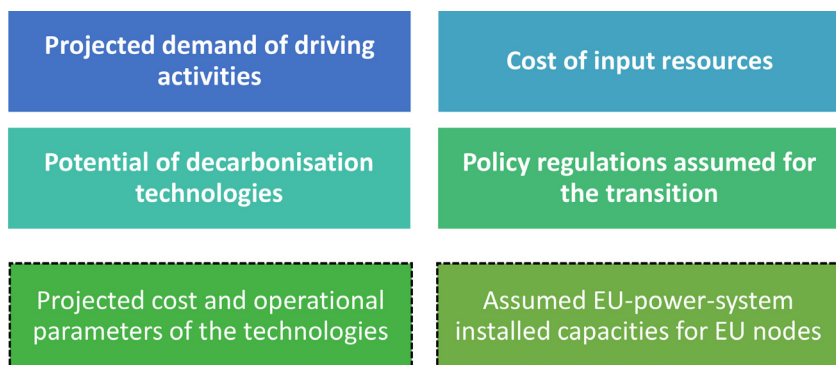 Projected demand of driving
activities
Cost of input resources
Potential of decarbonisation
technologies
Policy regulations assumed for
the transition
Projected cost and operational
parameters of the technologies
Assumed EU-power-system
installed capacities for EU nodes